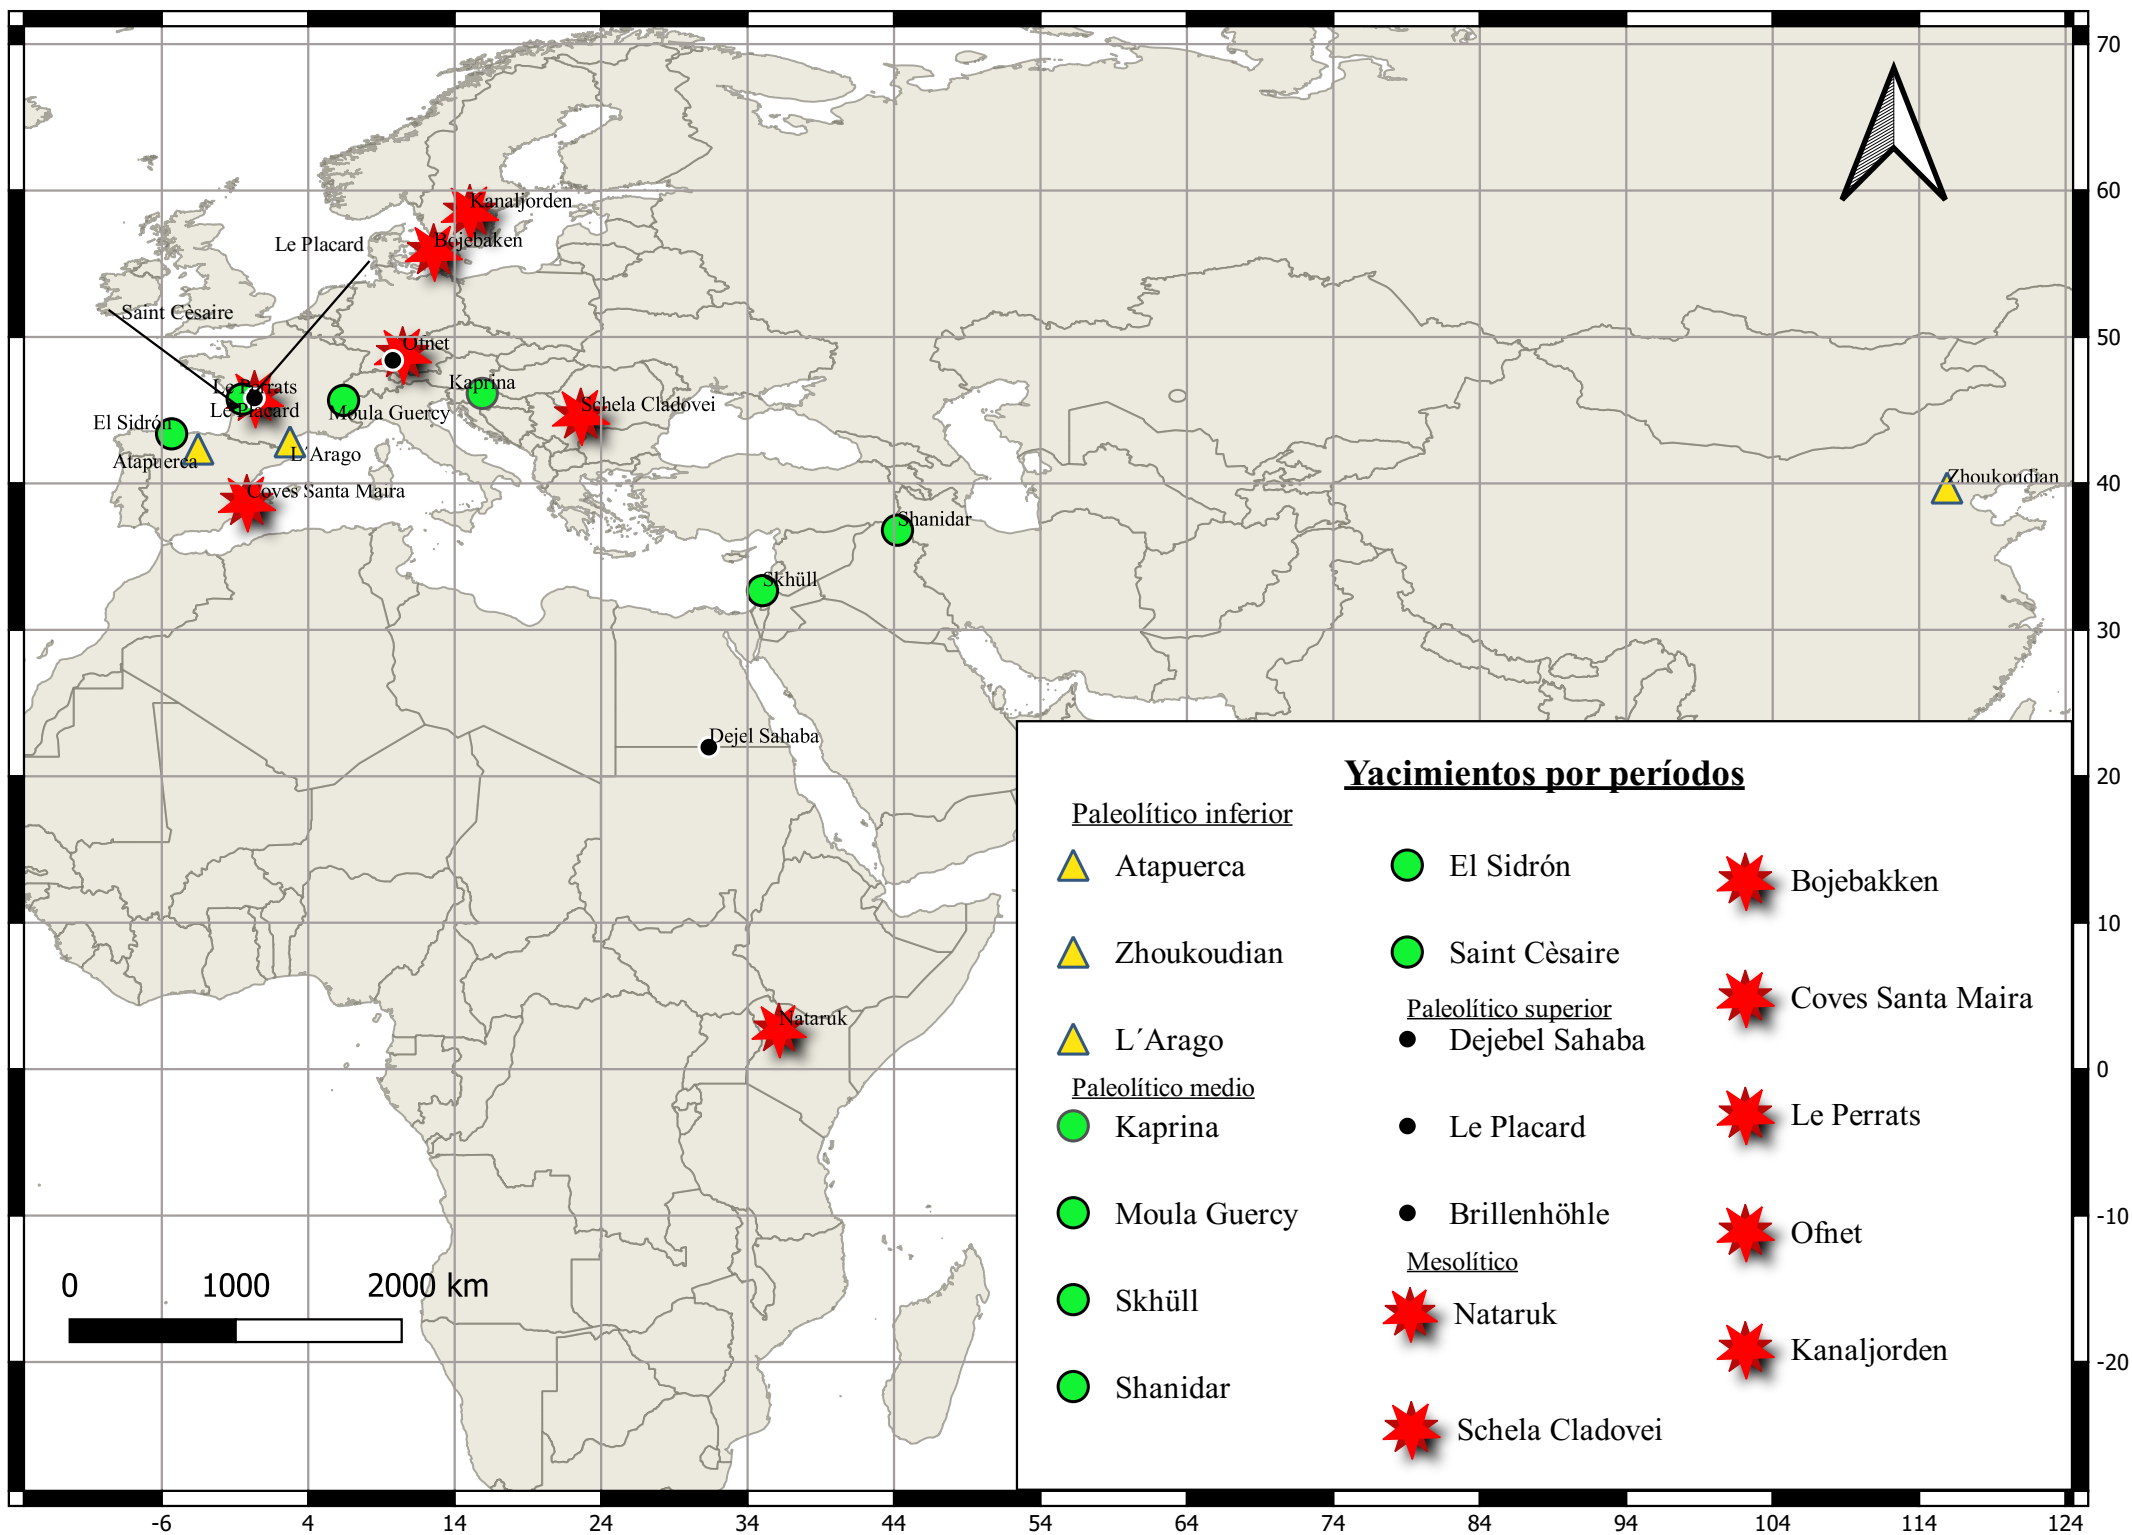 70
60
50
40
30
20
10
0
-10
-20
Kanaljorden
Bojebaken
Le Placard
Saint Cèsaire
Ofnet
Kaprina
Le Perrats
Le Placard
Moula Guercy
Schela Cladovei
El Sidrón
Atapuerca
L´Arago
Coves Santa Maira
Zhoukoudian
Shanidar
Skhüll
Dejel Sahaba
Nataruk
Yacimientos por períodos
Paleolítico inferior
Atapuerca
Zhoukoudian
L´Arago
Paleolítico medio
Kaprina
Moula Guercy
Skhüll
Shanidar
El Sidrón
Saint Cèsaire
Paleolítico superior
Dejebel Sahaba
Le Placard
Brillenhöhle
Mesolítico
Nataruk
Schela Cladovei
Bojebakken
Coves Santa Maira
Le Perrats
Ofnet
Kanaljorden
0 1000 2000 km
-6 4 14 24 34 44 54 64 74 84 94 104 114 124